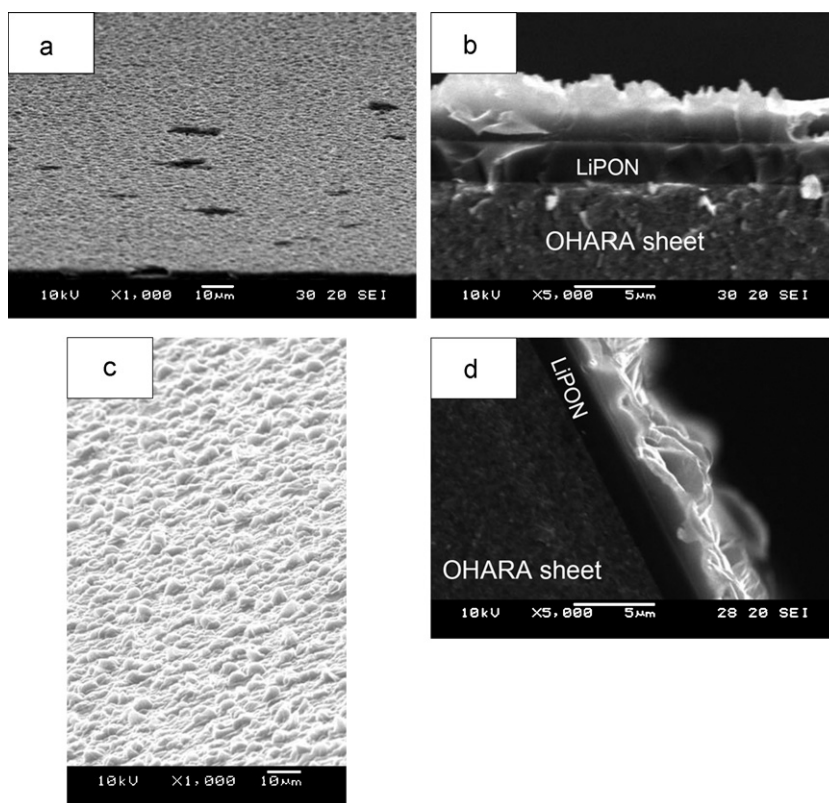 a
10kV X1,000 10µm 30 20 SEI
b
LiPON
OHARA sheet
10kV X5,000 5µm 30 20 SEI
c
10kV X1,000 10µm
d
LiPON
OHARA sheet
10kV X5,000 5µm 28 20 SEI